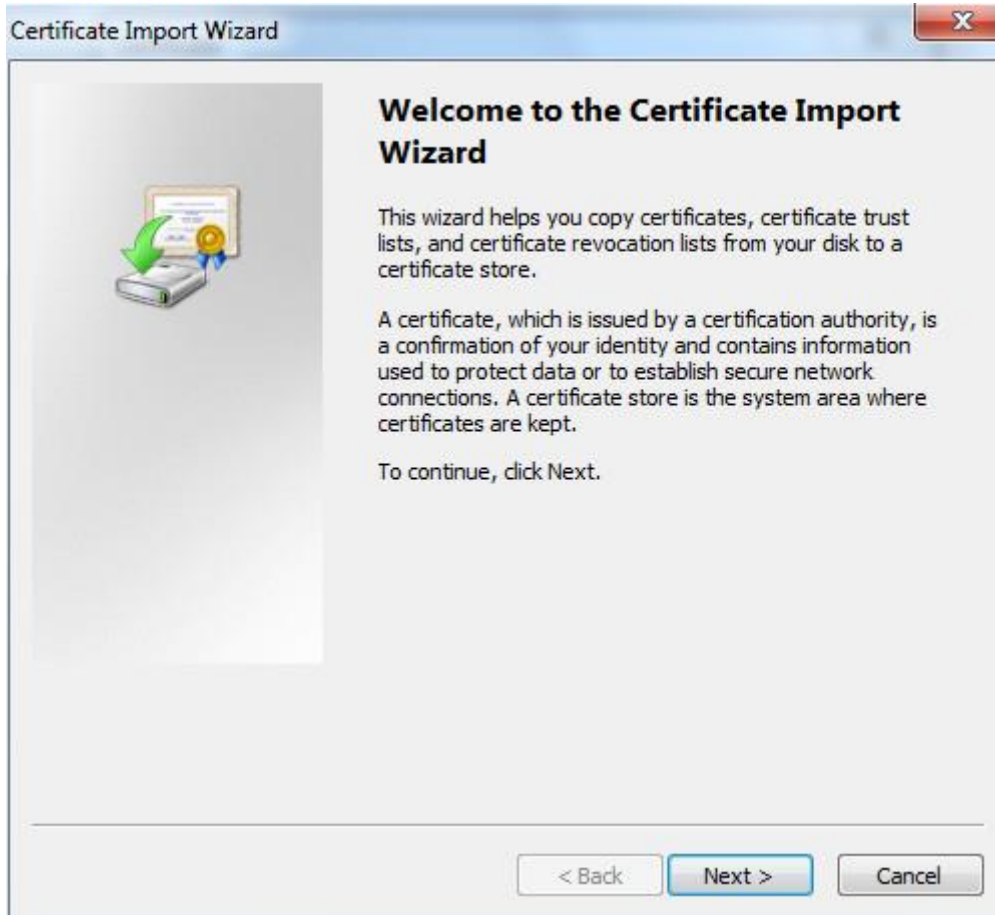 Certificate Import Wizard
X
Welcome to the Certificate Import
Wizard
This wizard helps you copy certificates, certificate trust
lists, and certificate revocation lists from your disk to a
certificate store.
A certificate, which is issued by a certification authority, is
a confirmation of your identity and contains information
used to protect data or to establish secure network
connections. A certificate store is the system area where
certificates are kept.
To continue, click Next.
< Back Next > Cancel